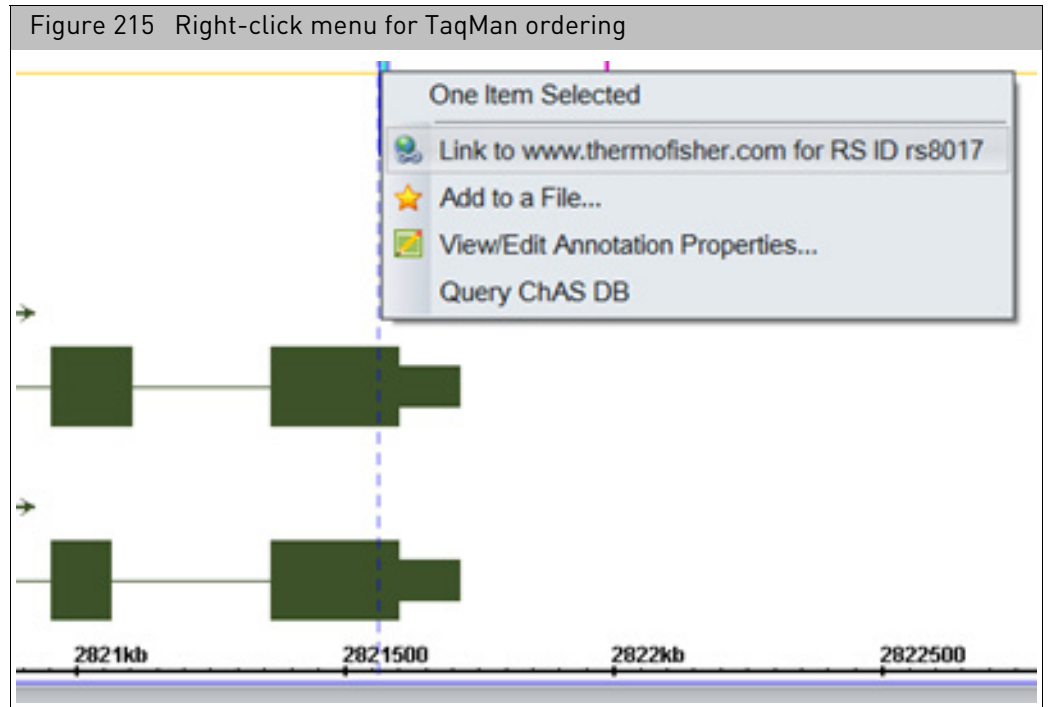 Figure 215 Right-click menu for TaqMan ordering
One Item Selected
Link to www.thermofisher.com for RS ID rs8017
Add to a File...
View/Edit Annotation Properties...
Query ChAS DB
2821kb 2821500 2822kb 2822500